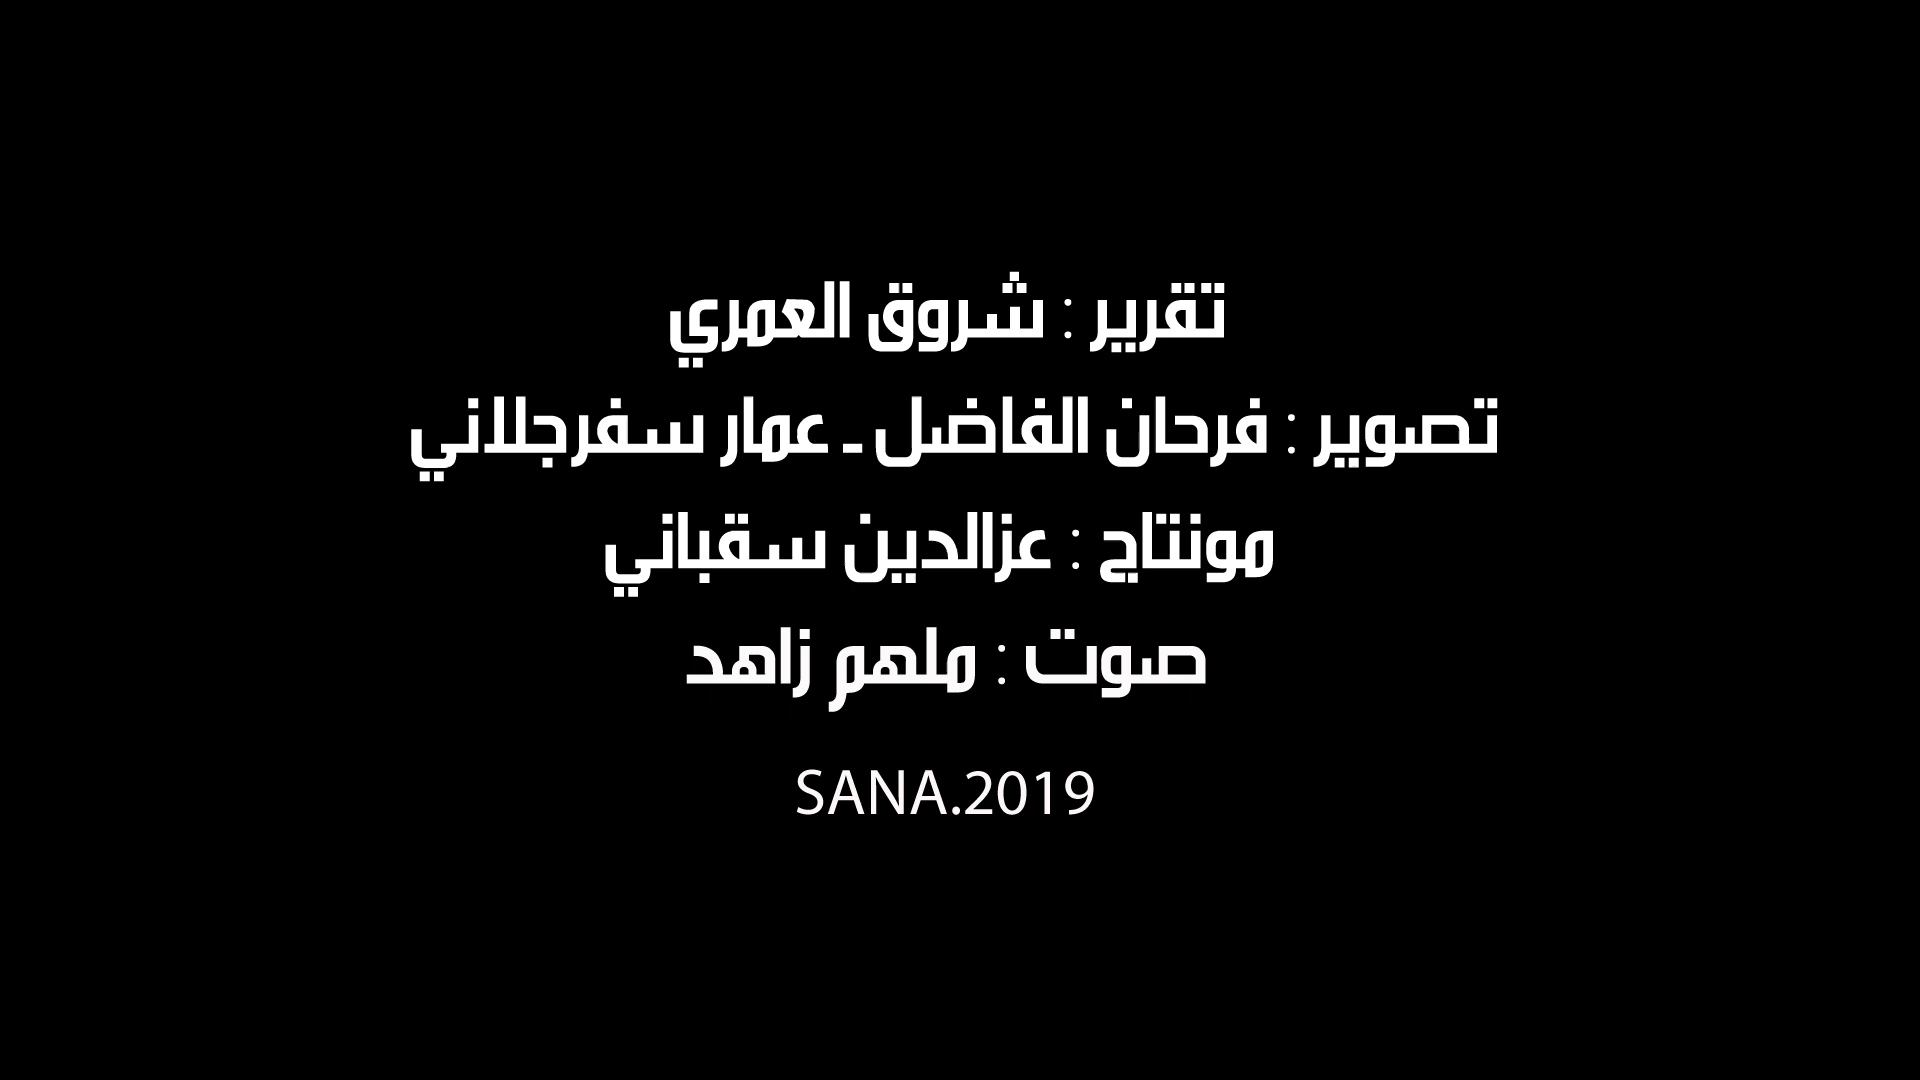 تقرير : شروق العمري
تصوير : فرحان الفاضل - عمار سفرجلاني
مونتاج : عزالدين سقباني
صوت : ملهم زاهد
SANA.2019